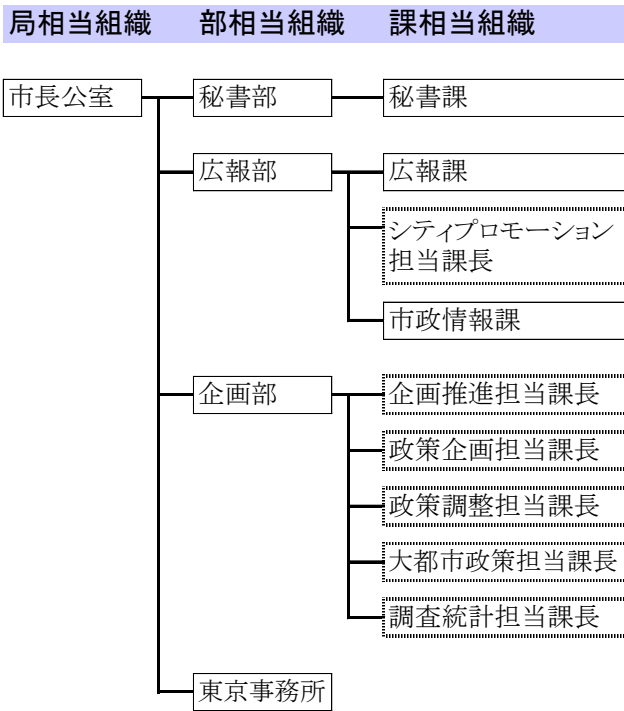 局相当組織 部相当組織 課相当組織
市長公室 秘書部 秘書課
広報部 広報課
シティプロモーション
担当課長
市政情報課
企画部 企画推進担当課長
政策企画担当課長
政策調整担当課長
大都市政策担当課長
調査統計担当課長
東京事務所